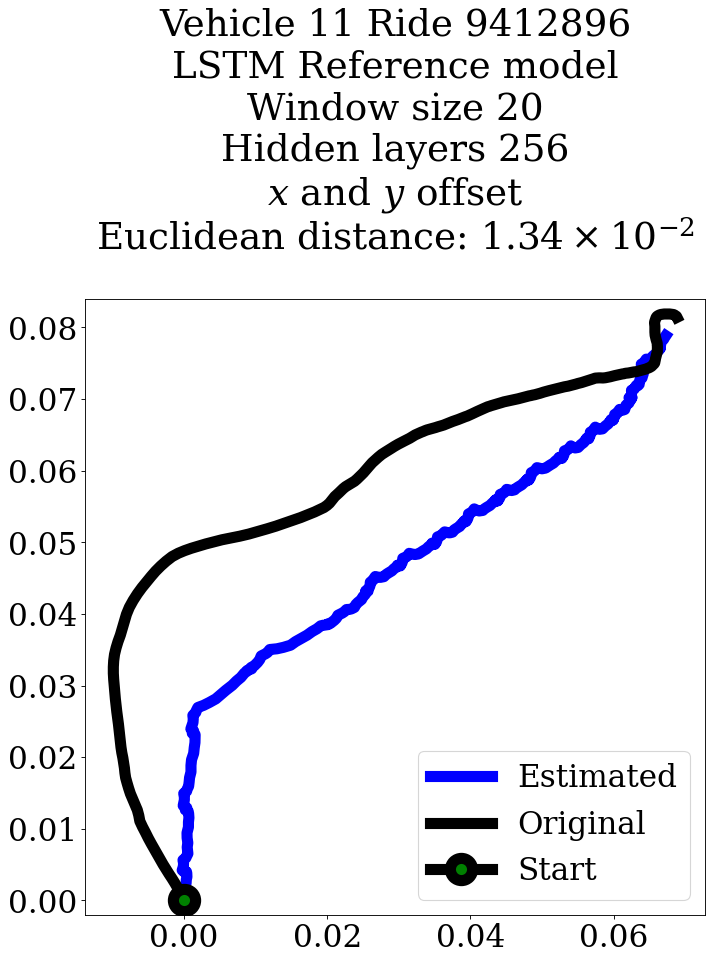 Vehicle 11 Ride 9412896
LSTM Reference model
Window size 20
Hidden layers 256
x and y offset
Euclidean distance: 1.34 × 10⁻²
0.08
0.07
0.06
0.05
0.04
0.03
0.02
0.01
0.00
Estimated
Original
Start
0.00 0.02 0.04 0.06